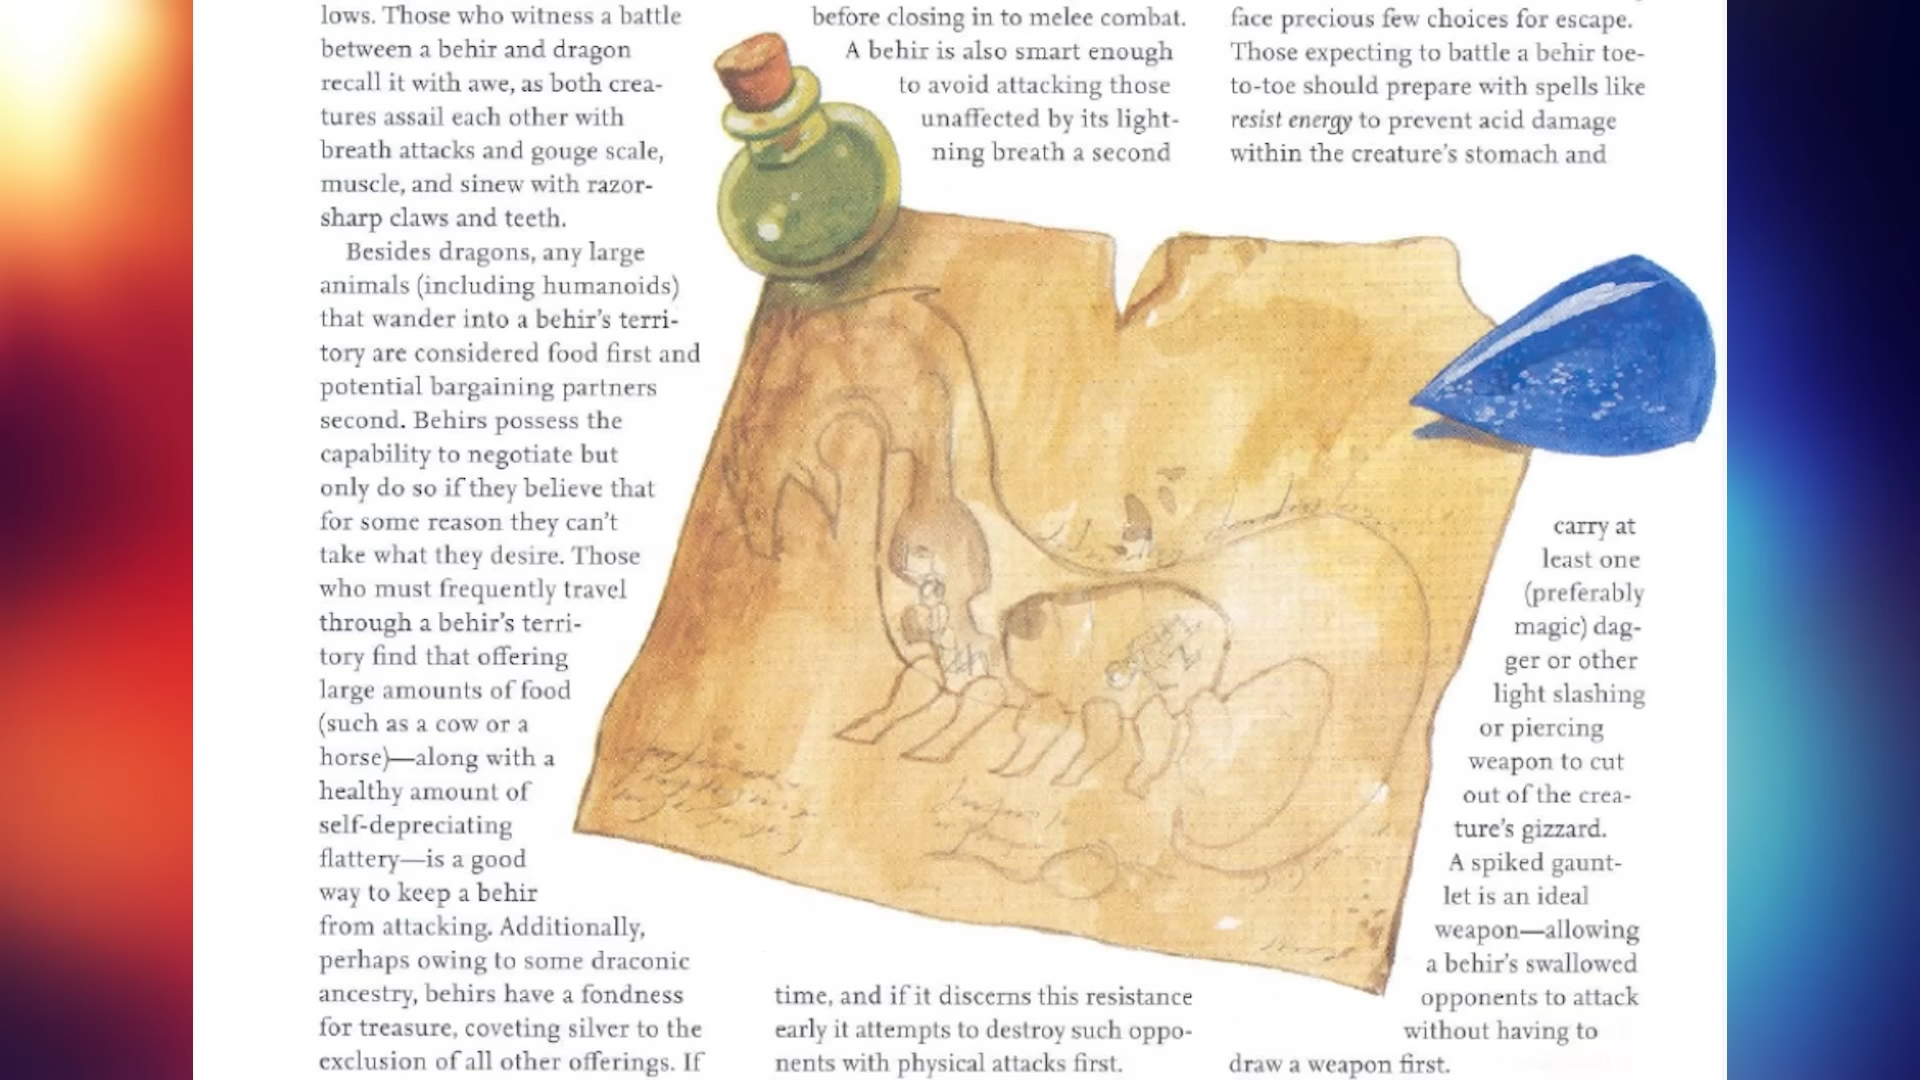 lows. Those who witness a battle
between a behir and dragon
recall it with awe, as both crea-
tures assail each other with
breath attacks and gouge scale,
muscle, and sinew with razor-
sharp claws and teeth.
Besides dragons, any large
animals (including humanoids)
that wander into a behir's terri-
tory are considered food first and
potential bargaining partners
second. Behirs possess the
capability to negotiate but
only do so if they believe that
for some reason they can't
take what they desire. Those
who must frequently travel
through a behir's terri-
tory find that offering
large amounts of food
(such as a cow or a
horse)—along with a
healthy amount of
self-depreciating
flattery—is a good
way to keep a behir
from attacking. Additionally,
perhaps owing to some draconic
ancestry, behirs have a fondness
for treasure, coveting silver to the
exclusion of all other offerings. If
before closing in to melee combat.
A behir is also smart enough
to avoid attacking those
unaffected by its light-
ning breath a second
time, and if it discerns this resistance
early it attempts to destroy such oppo-
nents with physical attacks first.
face precious few choices for escape.
Those expecting to battle a behir toe-
to-toe should prepare with spells like
resist energy to prevent acid damage
within the creature's stomach and
carry at
least one
(preferably
magic) dag-
ger or other
light slashing
or piercing
weapon to cut
out of the crea-
ture's gizzard.
A spiked gaunt-
let is an ideal
weapon—allowing
a behir's swallowed
opponents to attack
without having to
draw a weapon first.